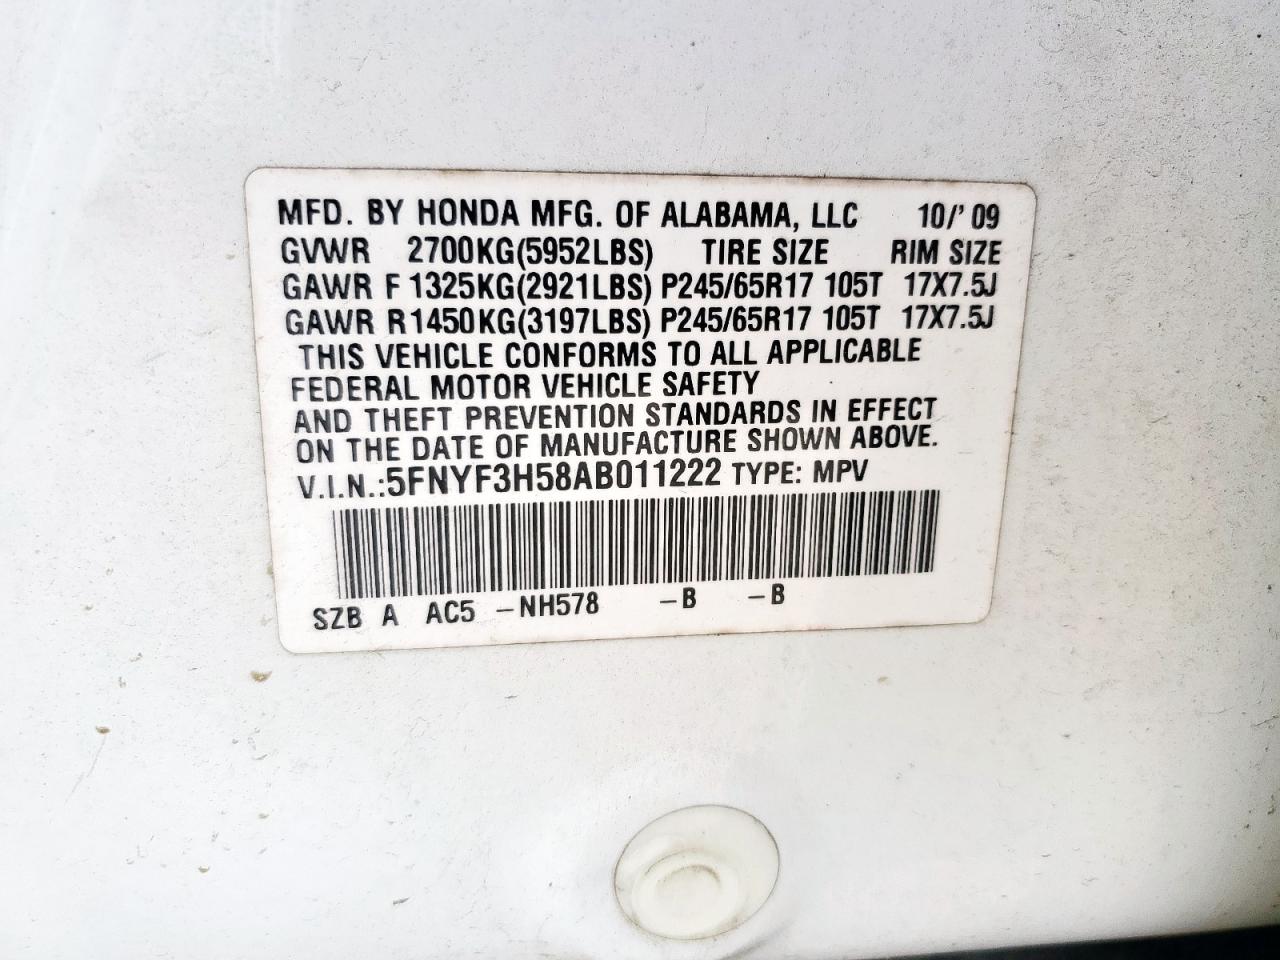 MFD. BY HONDA MFG. OF ALABAMA, LLC 10/'09
GVWR 2700KG(5952LBS) TIRE SIZE RIM SIZE
GAWR F 1325KG(2921LBS) P245/65R17 105T 17X7.5J
GAWR R1450KG(3197LBS) P245/65R17 105T 17X7.5J
THIS VEHICLE CONFORMS TO ALL APPLICABLE
FEDERAL MOTOR VEHICLE SAFETY
AND THEFT PREVENTION STANDARDS IN EFFECT
ON THE DATE OF MANUFACTURE SHOWN ABOVE.
V.I.N.:5FNYF3H58AB011222 TYPE: MPV
SZB A AC5 -NH578 -B -B